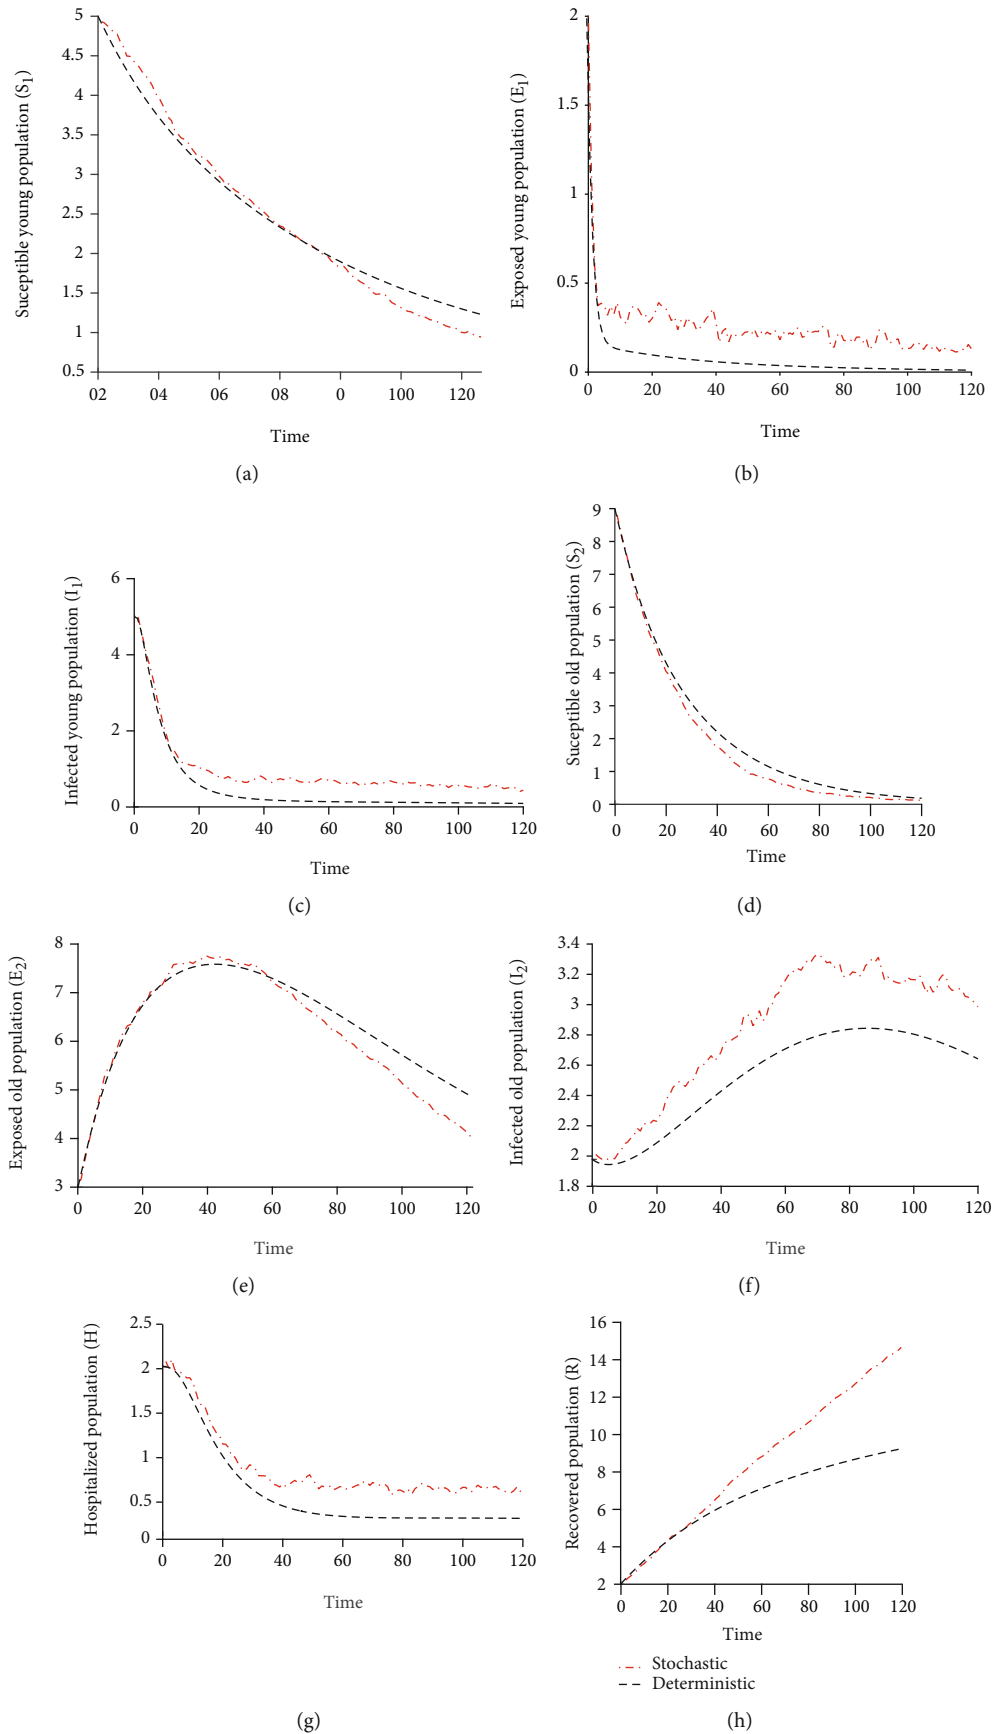 5
4.5
4
3.5
3
2.5
2
1.5
1
0.5
02 04 06 08 0 100 120
Suceptible young population (S1)
Time
(a)
2
1.5
1
0.5
0
0 20 40 60 80 100 120
Exposed young population (E1)
Time
(b)
6
4
2
0
0 20 40 60 80 100 120
Infected young population (I1)
Time
(c)
9
8
7
6
5
4
3
2
1
0
0 20 40 60 80 100 120
Suceptible old population (S2)
Time
(d)
8
7
6
5
4
3
0 20 40 60 80 100 120
Exposed old population (E2)
Time
(e)
3.4
3.2
3
2.8
2.6
2.4
2.2
2
1.8
0 20 40 60 80 100 120
Infected old population (I2)
Time
(f)
2.5
2
1.5
1
0.5
0
0 20 40 60 80 100 120
Hospitalized population (H)
Time
(g)
16
14
12
10
8
6
4
2
0 20 40 60 80 100 120
Recovered population (R)
Time
Stochastic
Deterministic
(h)